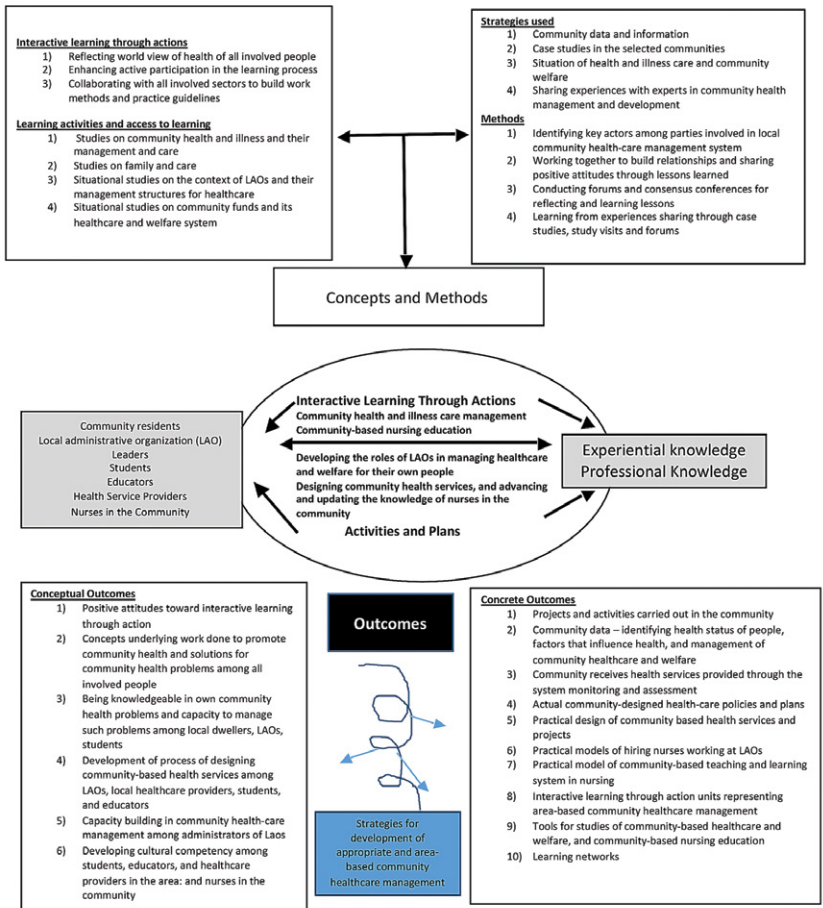 Interactive learning through actions
1) Reflecting world view of health of all involved people
2) Enhancing active participation in the learning process
3) Collaborating with all involved sectors to build work
methods and practice guidelines
Learning activities and access to learning
1) Studies on community health and illness and their
management and care
2) Studies on family and care
3) Situational studies on the context of LAOs and their
management structures for healthcare
4) Situational studies on community funds and its
healthcare and welfare system
Strategies used
1) Community data and information
2) Case studies in the selected communities
3) Situation of health and illness care and community
welfare
4) Sharing experiences with experts in community health
management and development
Methods
1) Identifying key actors among parties involved in local
community health-care management system
2) Working together to build relationships and sharing
positive attitudes through lessons learned
3) Conducting forums and consensus conferences for
reflecting and learning lessons
4) Learning from experiences sharing through case
studies, study visits and forums
Concepts and Methods
Community residents
Local administrative organization (LAO)
Leaders
Students
Educators
Health Service Providers
Nurses in the Community
Interactive Learning Through Actions
Community health and illness care management
Community-based nursing education
Developing the roles of LAOs in managing healthcare
and welfare for their own people
Designing community health services, and advancing
and updating the knowledge of nurses in the
community
Activities and Plans
Experiential knowledge
Professional Knowledge
Conceptual Outcomes
1) Positive attitudes toward interactive learning
through action
2) Concepts underlying work done to promote
community health and solutions for
community health problems among all
involved people
3) Being knowledgeable in own community
health problems and capacity to manage
such problems among local dwellers, LAOs,
students
4) Development of process of designing
community-based health services among
LAOs, local healthcare providers, students,
and educators
5) Capacity building in community health-care
management among administrators of Laos
6) Developing cultural competency among
students, educators, and healthcare
providers in the area: and nurses in the
community
Outcomes
Strategies for
development of
appropriate and area-
based community
healthcare management
Concrete Outcomes
1) Projects and activities carried out in the community
2) Community data – identifying health status of people,
factors that influence health, and management of
community healthcare and welfare
3) Community receives health services provided through the
system monitoring and assessment
4) Actual community-designed health-care policies and plans
5) Practical design of community based health services and
projects
6) Practical models of hiring nurses working at LAOs
7) Practical model of community-based teaching and learning
system in nursing
8) Interactive learning through action units representing
area-based community healthcare management
9) Tools for studies of community-based healthcare and
welfare, and community-based nursing education
10) Learning networks